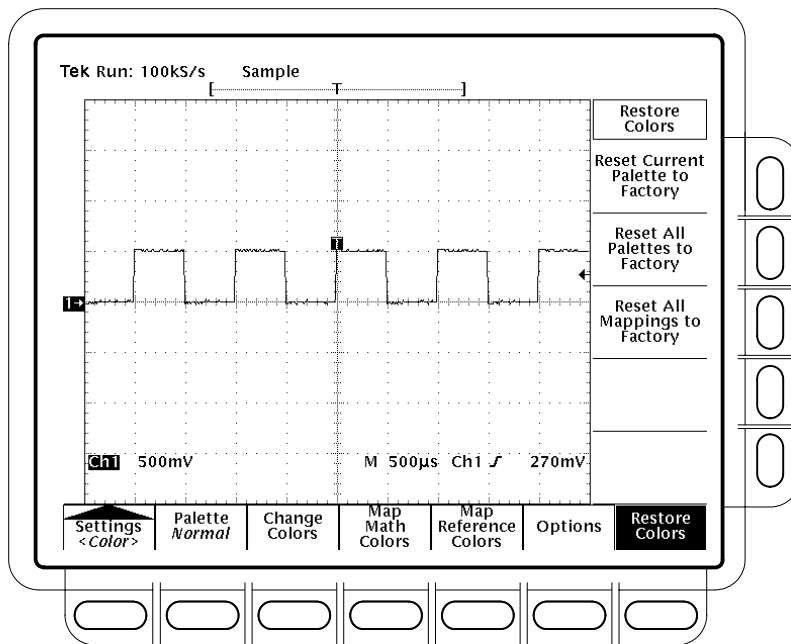 Tek Run: 100kS/s Sample
[ T ]
Restore
Colors
Reset Current
Palette to
Factory
Reset All
Palettes to
Factory
Reset All
Mappings to
Factory
T
1→
Ch1 500mV M 500µs Ch1 270mV
Settings
<Color>
Palette
Normal
Change
Colors
Map
Math
Colors
Map
Reference
Colors
Options
Restore
Colors